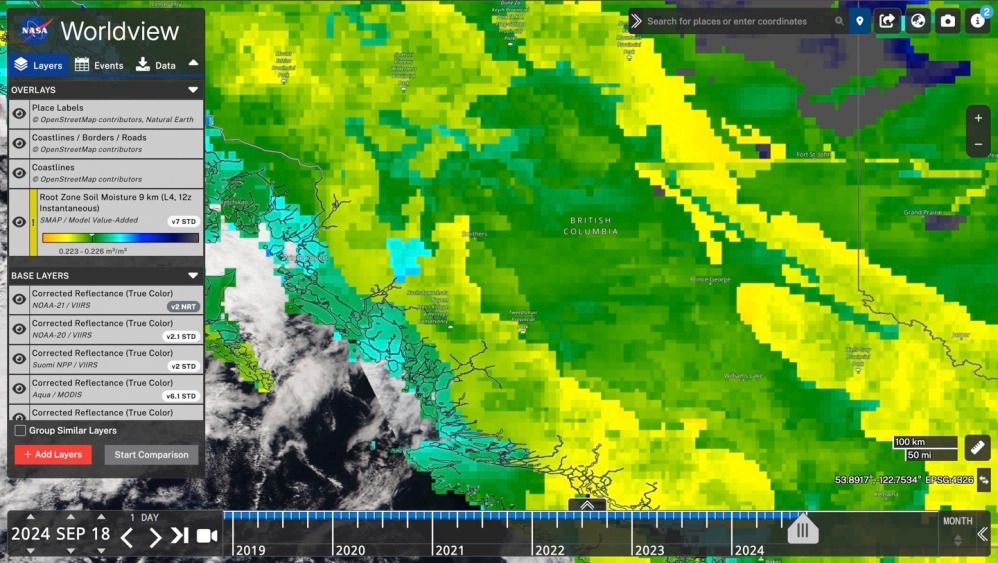 NASA
Worldview
Layers
Events
Data
OVERLAYS
Place Labels
© OpenStreetMap contributors, Natural Earth
Coastlines / Borders / Roads
© OpenStreetMap contributors
Coastlines
© OpenStreetMap contributors
Root Zone Soil Moisture 9 km (L4, 12z
Instantaneous)
SMAP / Model Value-Added
v7 STD
0.223 – 0.226 m³/m³
BASE LAYERS
Corrected Reflectance (True Color)
NOAA-21 / VIIRS
v2 NRT
Corrected Reflectance (True Color)
NOAA-20 / VIIRS
v2.1 STD
Corrected Reflectance (True Color)
Suomi NPP / VIIRS
v2 STD
Corrected Reflectance (True Color)
Aqua / MODIS
v6.1 STD
Corrected Reflectance (True Color)
Group Similar Layers
+ Add Layers
Start Comparison
Search for places or enter coordinates
2
+
−
Fort St. John
Grand Prairie
BRITISH
COLUMBIA
Prince George
Williams Lake
Jasper
100 km
50 mi
53.8917°, -122.7534° EPSG:4326
1 DAY
2024 SEP 18
2019
2020
2021
2022
2023
2024
MONTH